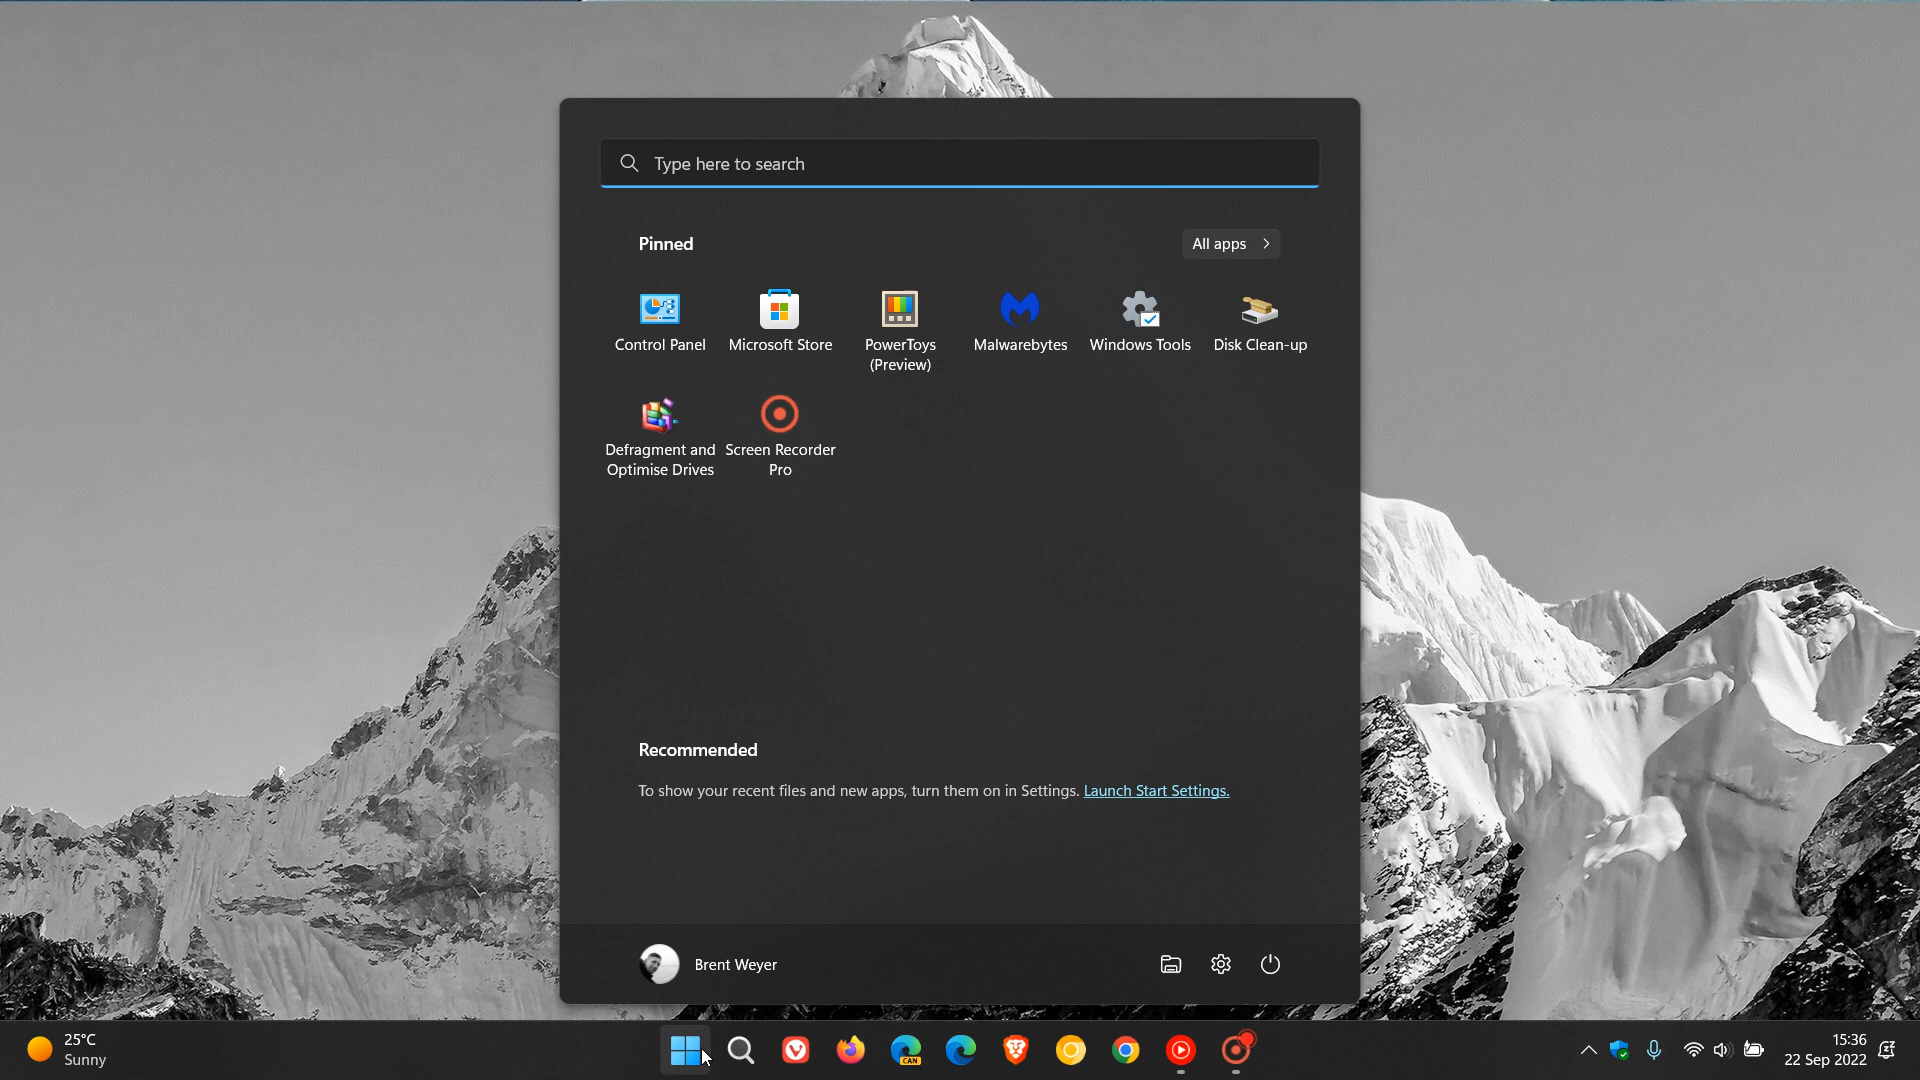 Type here to search
Pinned
All apps
Control Panel
Microsoft Store
PowerToys
(Preview)
Malwarebytes
Windows Tools
Disk Clean-up
Defragment and
Optimise Drives
Screen Recorder
Pro
Recommended
To show your recent files and new apps, turn them on in Settings. Launch Start Settings.
Brent Weyer
25°C
Sunny
CAN
15:36
22 Sep 2022